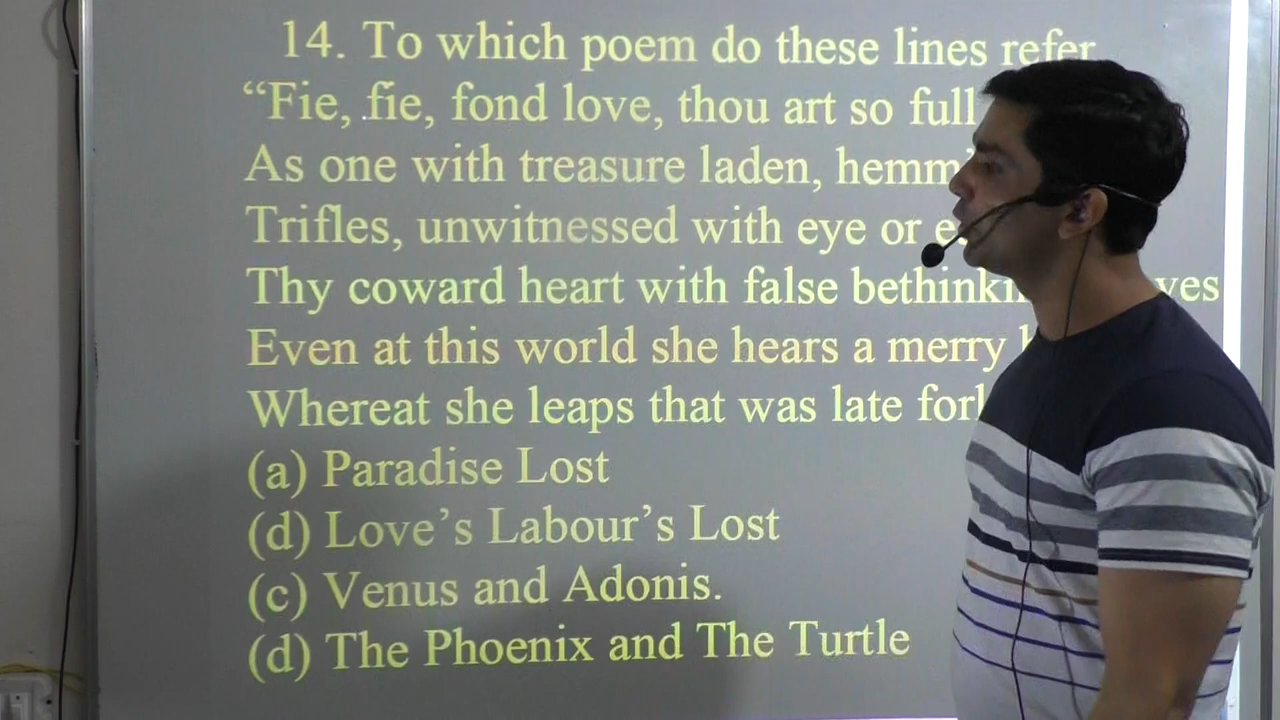 14. To which poem do these lines refer
“Fie, fie, fond love, thou art so full
As one with treasure laden, hemm'
Trifles, unwitnessed with eye or
Thy coward heart with false
Even at this world she hears a merry
Whereat she leaps that was late
(a) Paradise Lost
(d) Love’s Labour’s Lost
(c) Venus and Adonis.
(d) The Phoenix and The Turtle